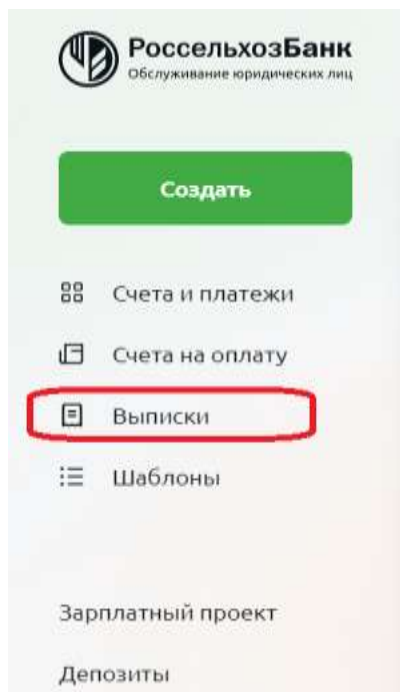 РоссельхозБанк
Обслуживание юридических лиц
Создать
Счета и платежи
Счета на оплату
Выписки
Шаблоны
Зарплатный проект
Депозиты